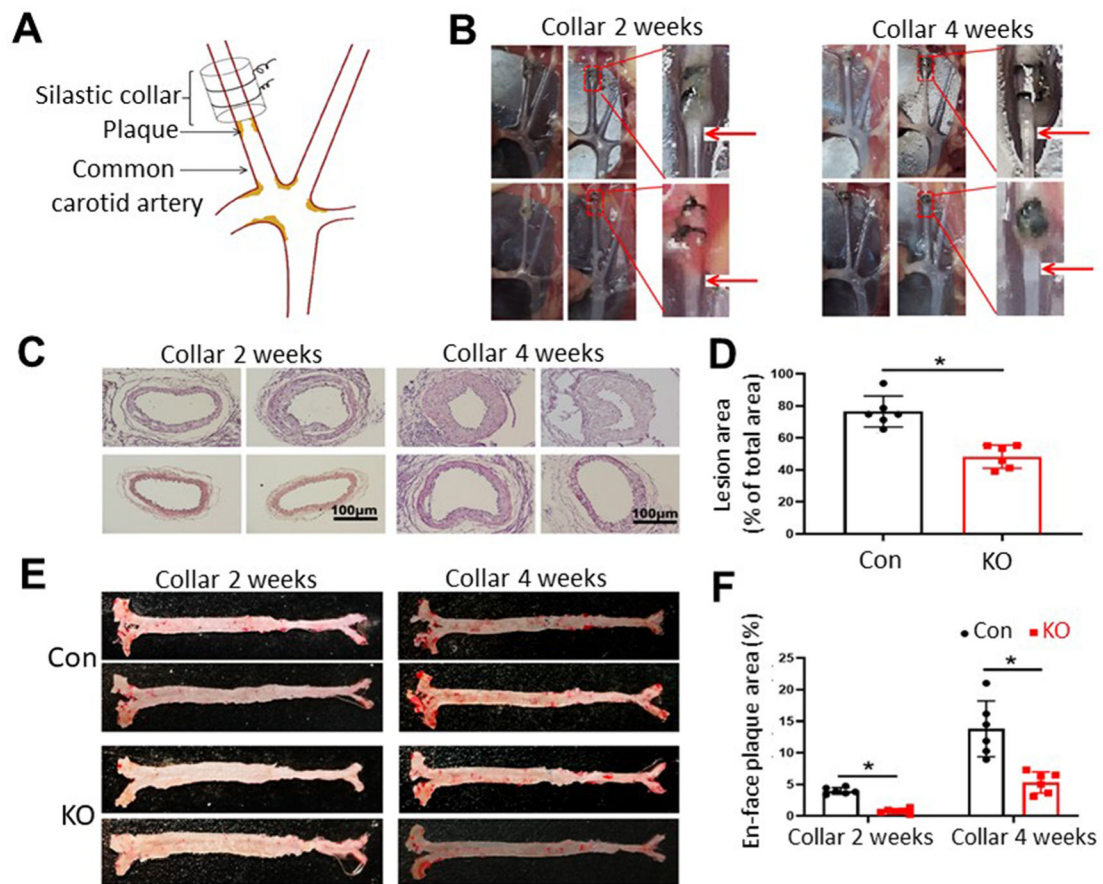 A
Silastic collar
Plaque
Common
carotid artery
B
Collar 2 weeks
Collar 4 weeks
C
Collar 2 weeks
Collar 4 weeks
100μm
100μm
D
Lesion area
(% of total area)
100
80
60
40
20
0
*
Con
KO
E
Collar 2 weeks
Collar 4 weeks
Con
KO
F
En-face plaque area (%)
Con
KO
25
20
15
10
5
0
*
*
Collar 2 weeks
Collar 4 weeks